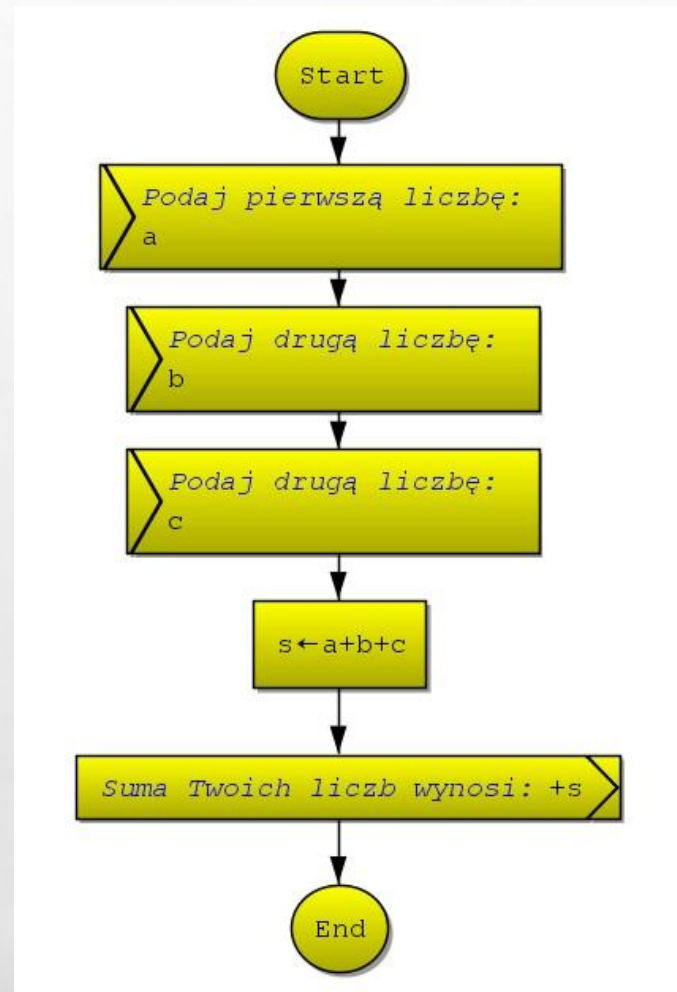 Start
Podaj pierwszą liczbę:
a
Podaj drugą liczbę:
b
Podaj drugą liczbę:
c
s←a+b+c
Suma Twoich liczb wynosi: +s
End